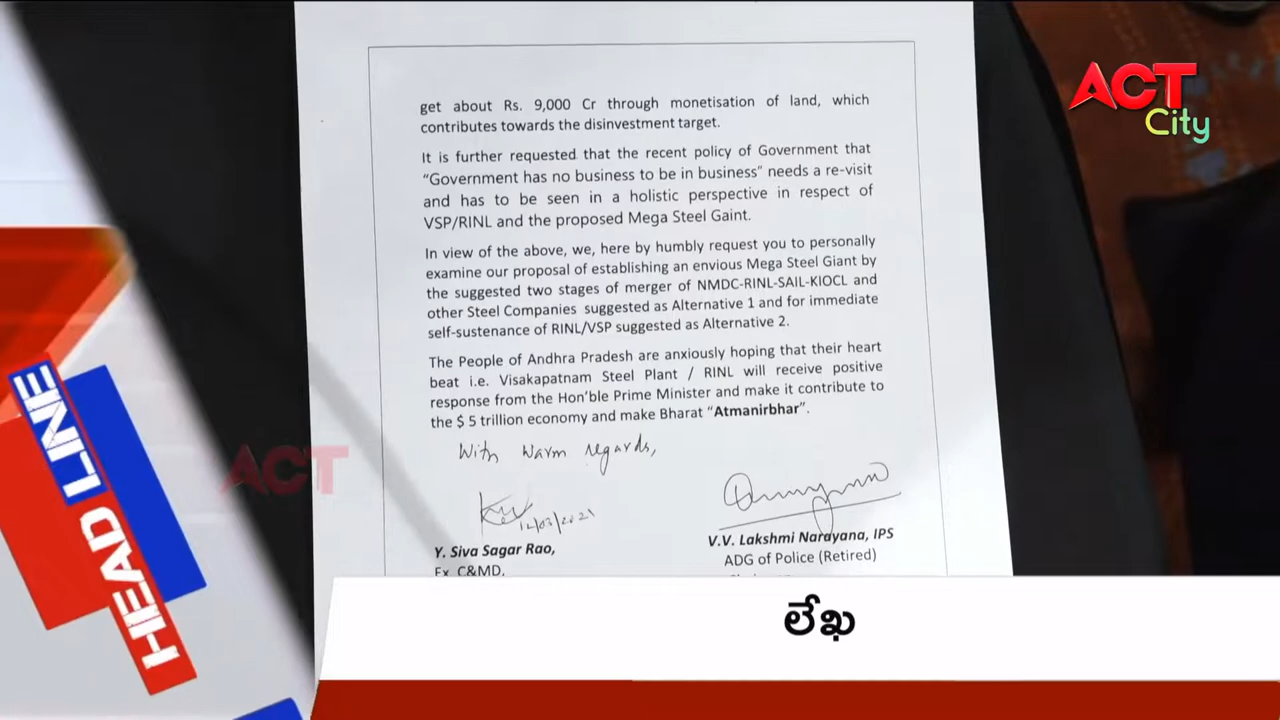 get about Rs. 9,000 Cr through monetisation of land, which
contributes towards the disinvestment target.
It is further requested that the recent policy of Government that
“Government has no business to be in business” needs a re-visit
and has to be seen in a holistic perspective in respect of
VSP/RINL and the proposed Mega Steel Gaint.
In view of the above, we, here by humbly request you to personally
examine our proposal of establishing an envious Mega Steel Giant by
the suggested two stages of merger of NMDC-RINL-SAIL-KIOCL and
other Steel Companies suggested as Alternative 1 and for immediate
self-sustenance of RINL/VSP suggested as Alternative 2.
The People of Andhra Pradesh are anxiously hoping that their heart
beat i.e. Visakapatnam Steel Plant / RINL will receive positive
response from the Hon’ble Prime Minister and make it contribute to
the $ 5 trillion economy and make Bharat “Atmanirbhar”.
With Warm regards,
12/03/2021
Y. Siva Sagar Rao,
Ex. C&MD.
V.V. Lakshmi Narayana, IPS
ADG of Police (Retired)
ACT
City
ACT
HEAD LINE
లేఖ